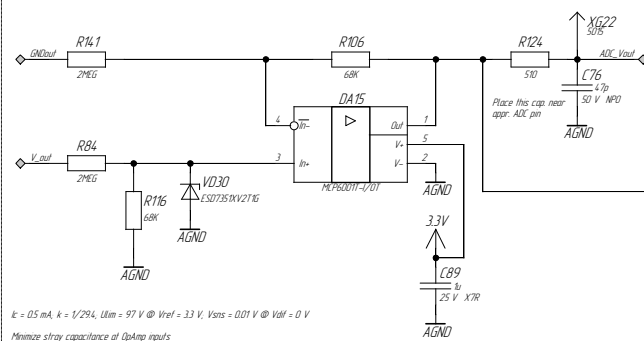 XG22
5015
R141
R106
R124
GNDout
ADC_Vout
2MEG
68K
510
C76
47p
50 V NPO
DA15
Place this cap. near
appr. ADC pin
AGND
4
In-
Out
1
V+
5
R84
V_out
3
In+
V-
2
2MEG
MCP6001T-I/OT
AGND
VD30
R116
ESD7351XV2T1G
68K
3.3V
AGND
AGND
C89
1u
25 V X7R
Ic = 0.5 mA, k = 1/29.4, Ulim = 97 V @ Vref = 3.3 V, Vsns = 0.01 V @ Vdif = 0 V
AGND
Minimize stray capacitance at OpAmp inputs